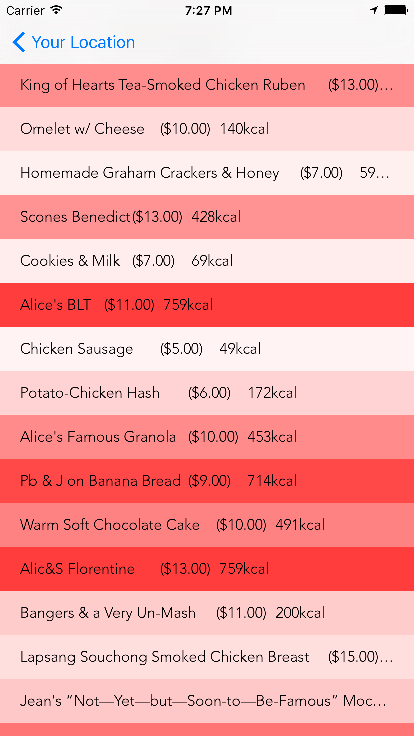 Carrier 7:27 PM
Your Location
King of Hearts Tea-Smoked Chicken Ruben ($13.00)...
Omelet w/ Cheese ($10.00) 140kcal
Homemade Graham Crackers & Honey ($7.00) 59...
Scones Benedict($13.00) 428kcal
Cookies & Milk ($7.00) 69kcal
Alice's BLT ($11.00) 759kcal
Chicken Sausage ($5.00) 49kcal
Potato-Chicken Hash ($6.00) 172kcal
Alice's Famous Granola ($10.00) 453kcal
Pb & J on Banana Bread ($9.00) 714kcal
Warm Soft Chocolate Cake ($10.00) 491kcal
Alic&S Florentine ($13.00) 759kcal
Bangers & a Very Un-Mash ($11.00) 200kcal
Lapsang Souchong Smoked Chicken Breast ($15.00)...
Jean's “Not—Yet—but—Soon-to—Be-Famous” Moc...